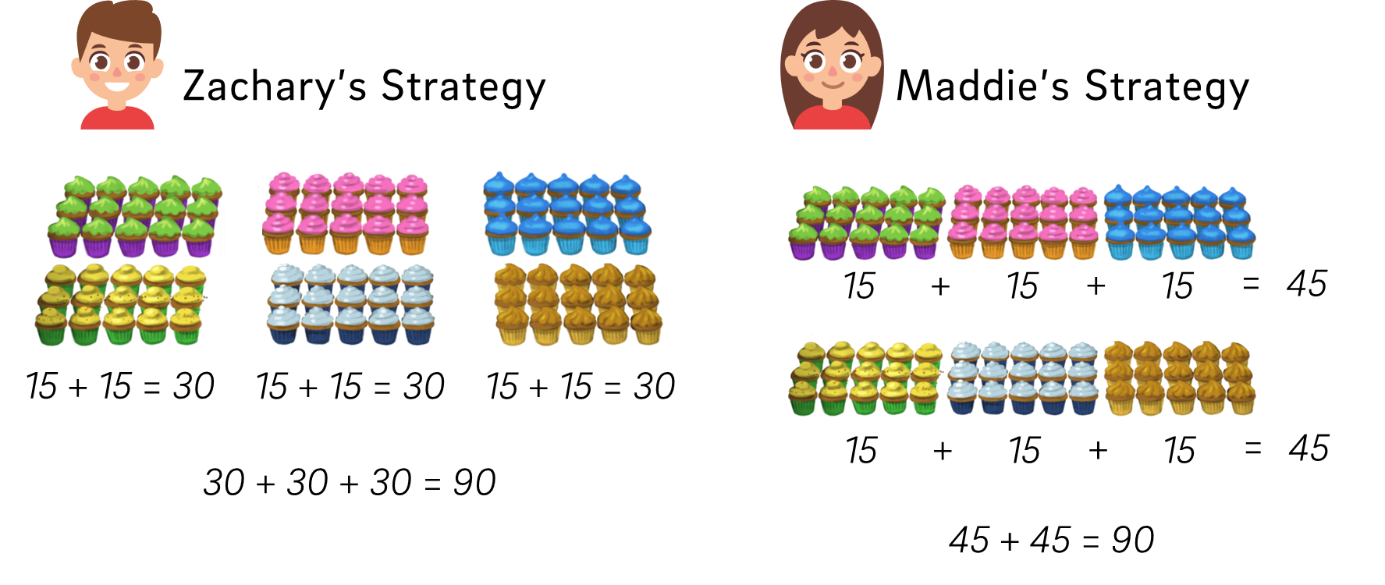 Zachary's Strategy
15 + 15 = 30 15 + 15 = 30 15 + 15 = 30
30 + 30 + 30 = 90
Maddie's Strategy
15 + 15 + 15 = 45
15 + 15 + 15 = 45
45 + 45 = 90